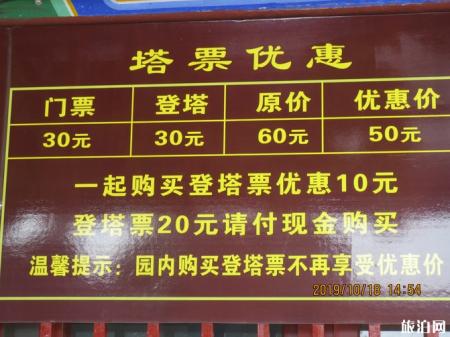 塔票优惠
门票 登塔 原价 优惠价
30元 30元 60元 50元
一起购买登塔票优惠10元
登塔票20元请付现金购买
温馨提示：园内购买登塔票不再享受优惠价
2019/10/18 14:54
旅泊网